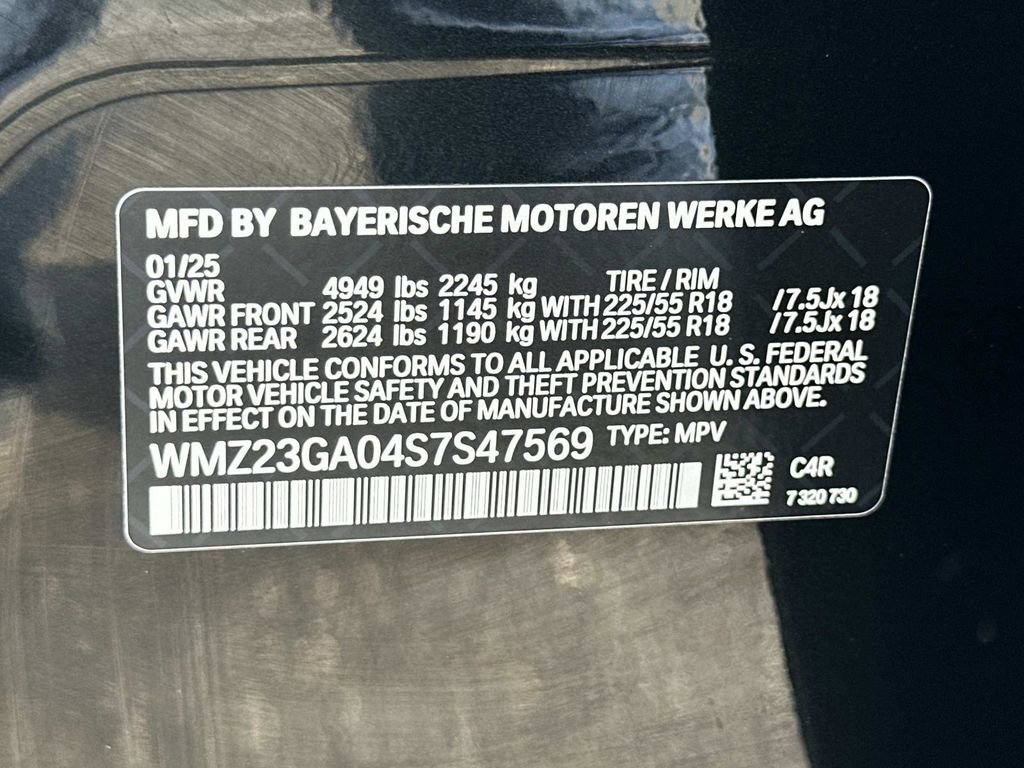 MFD BY BAYERISCHE MOTOREN WERKE AG
01/25 TIRE / RIM
GVWR 4949 lbs 2245 kg
GAWR FRONT 2524 lbs 1145 kg WITH 225/55 R18 /7.5Jx 18
GAWR REAR 2624 lbs 1190 kg WITH 225/55 R18 /7.5Jx 18
THIS VEHICLE CONFORMS TO ALL APPLICABLE U. S. FEDERAL
MOTOR VEHICLE SAFETY AND THEFT PREVENTION STANDARDS
IN EFFECT ON THE DATE OF MANUFACTURE SHOWN ABOVE.
WMZ23GA04S7S47569 TYPE: MPV
C4R
7 320 730